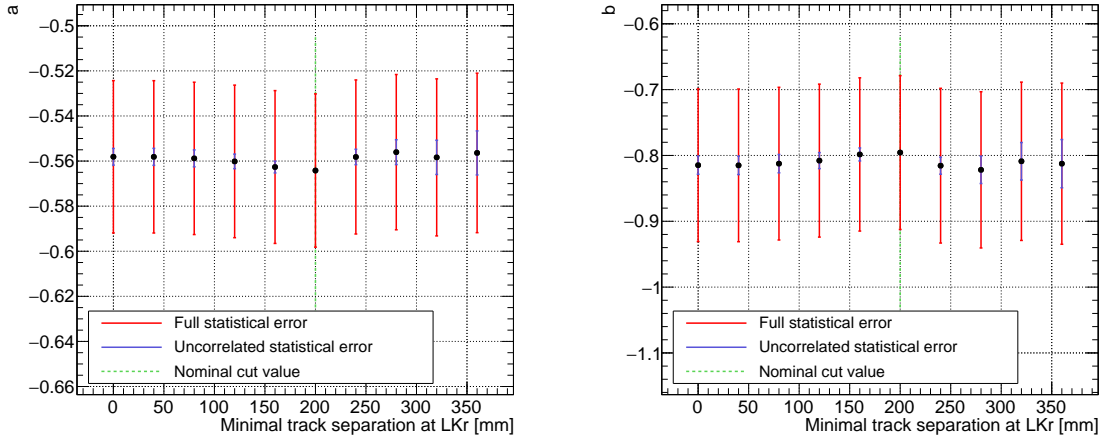 a
−0.5
−0.52
−0.54
−0.56
−0.58
−0.6
−0.62
−0.64
−0.66
Full statistical error
Uncorrelated statistical error
Nominal cut value
0 50 100 150 200 250 300 350
Minimal track separation at LKr [mm]
b
−0.6
−0.7
−0.8
−0.9
−1
−1.1
Full statistical error
Uncorrelated statistical error
Nominal cut value
0 50 100 150 200 250 300 350
Minimal track separation at LKr [mm]